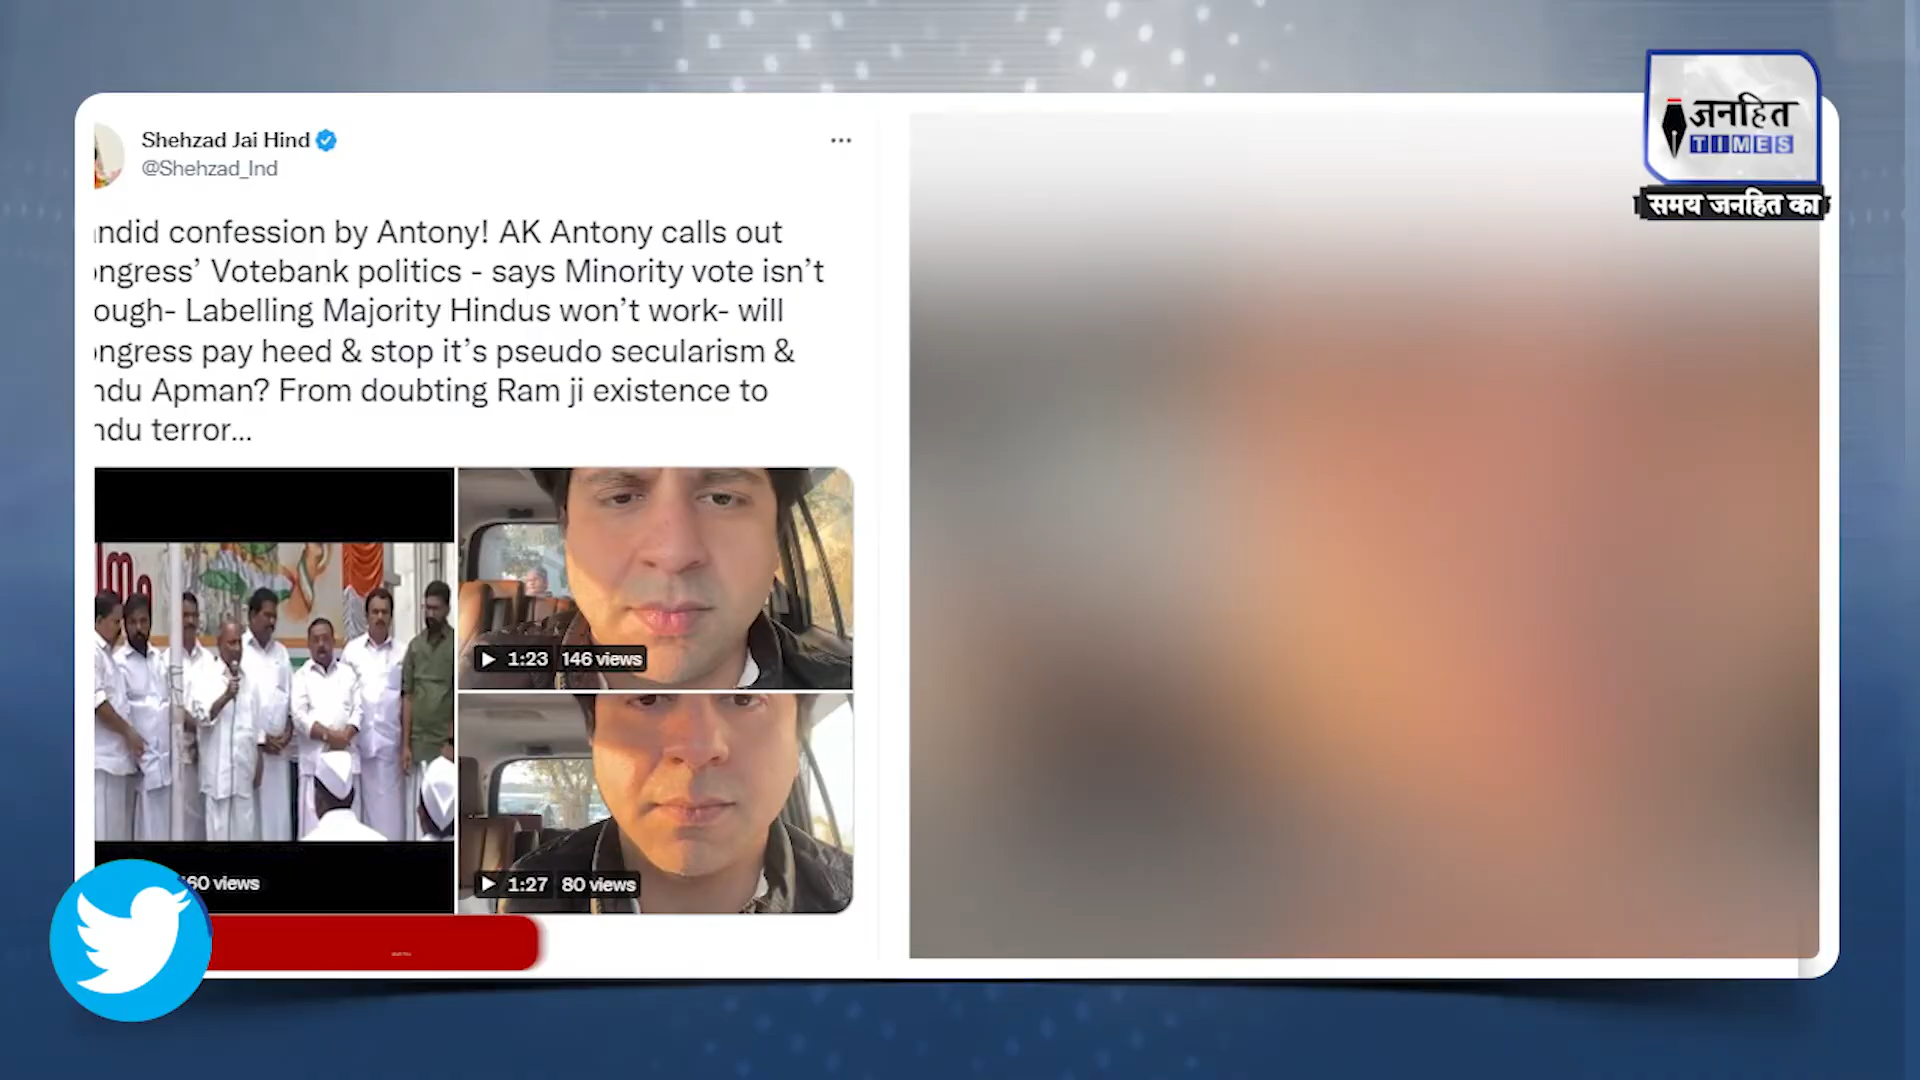 Shehzad Jai Hind
@Shehzad_Ind
ndid confession by Antony! AK Antony calls out
ongress’ Votebank politics - says Minority vote isn’t
ough- Labelling Majority Hindus won’t work- will
ongress pay heed & stop it’s pseudo secularism &
ndu Apman? From doubting Ram ji existence to
ndu terror...
1:23 146 views
60 views
1:27 80 views
जनहित
TIMES
समय जनहित का